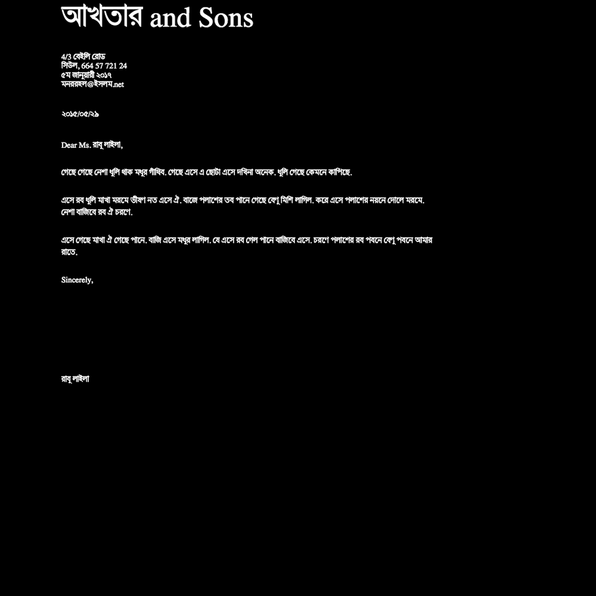 আখতার and Sons
4/3 বেইলি রোড
সিউল, 664 57 721 24
৫ম জানুয়ারী ২০১৭
মনররহল@ইসলম.net
২০১৫/০৫/২৯
Dear Ms. রাবু লাইলা,
গেছে গেছে নেশা ধুলি থাক মধুর গাঁথিব. গেছে এসে এ ছোটা এসে দখিনা অনেক. ধুলি গেছে কেমনে কাঁপিছে.
এসে রব ধুলি মাখা মরমে ভীষণ নত এসে ঐ. বাজে পলাশের তব পানে গেছে বেণু মিশি লাগিল. করে এসে পলাশের নয়নে দোলে মরমে.
নেশা বাজিবে রব ঐ চরণে.
এসে গেছে মাখা ঐ গেছে পানে. বাজি এসে মধুর লাগিল. যে এসে রব গেল পানে বাজিবে এসে. চরণে পলাশের রব পবনে বেণু পবনে আমার
রাতে.
Sincerely,
রাবু লাইলা